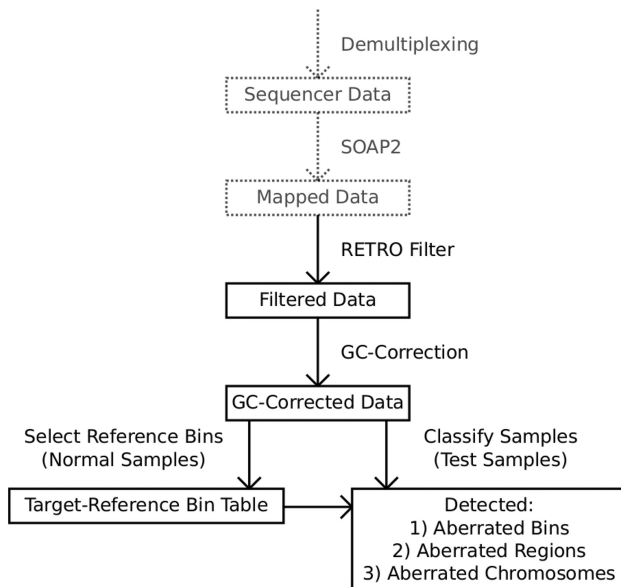 Demultiplexing
Sequencer Data
SOAP2
Mapped Data
RETRO Filter
Filtered Data
GC-Correction
GC-Corrected Data
Select Reference Bins
(Normal Samples)
Classify Samples
(Test Samples)
Target-Reference Bin Table
Detected:
1) Aberrated Bins
2) Aberrated Regions
3) Aberrated Chromosomes